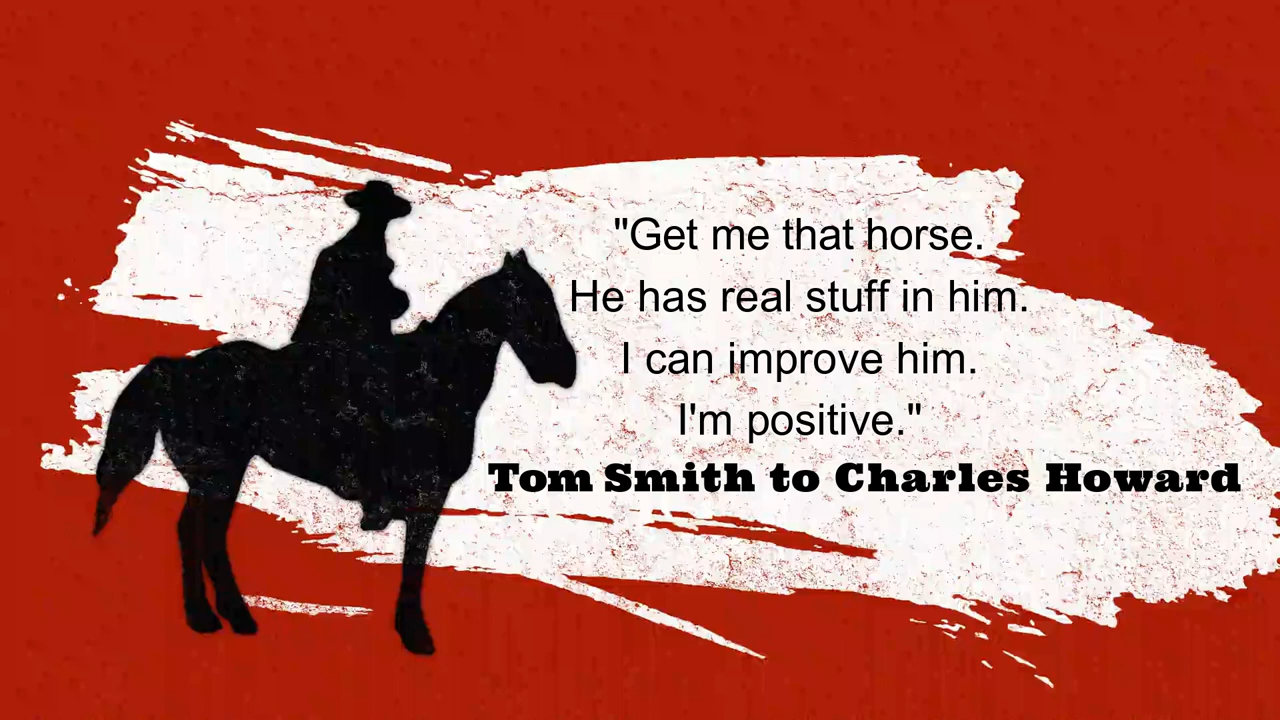 "Get me that horse.
He has real stuff in him.
I can improve him.
I'm positive."
Tom Smith to Charles Howard